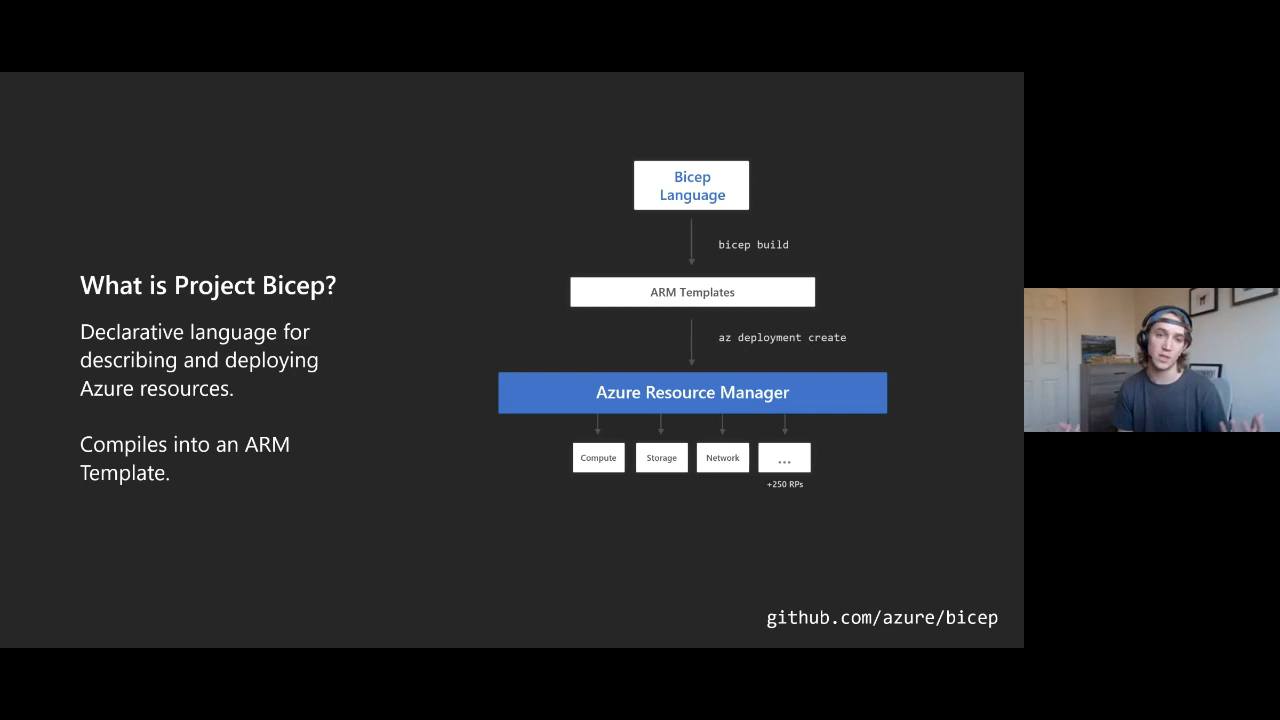 What is Project Bicep?
Declarative language for
describing and deploying
Azure resources.
Compiles into an ARM
Template.
Bicep
Language
bicep build
ARM Templates
az deployment create
Azure Resource Manager
Compute
Storage
Network
...
+250 RPs
github.com/azure/bicep